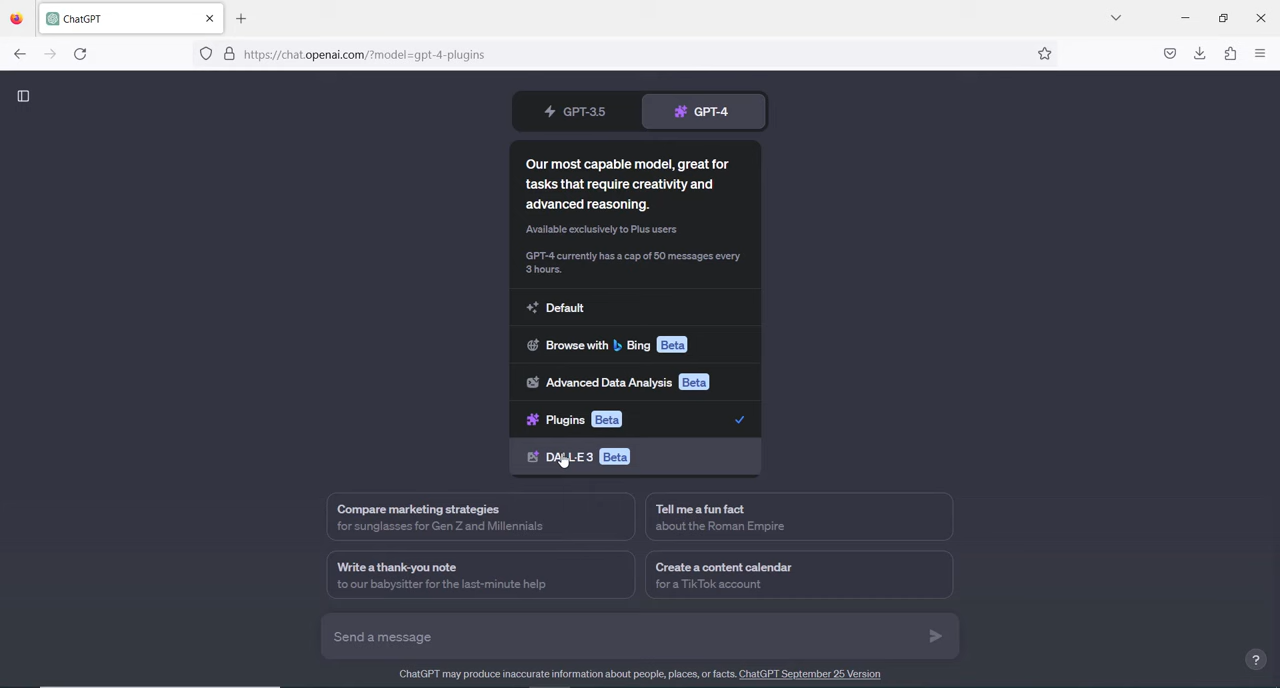 ChatGPT
https://chat.openai.com/?model=gpt-4-plugins
GPT-3.5
GPT-4
Our most capable model, great for
tasks that require creativity and
advanced reasoning.
Available exclusively to Plus users
GPT-4 currently has a cap of 50 messages every
3 hours.
Default
Browse with Bing Beta
Advanced Data Analysis Beta
Plugins Beta
DALL·E 3 Beta
Compare marketing strategies
for sunglasses for Gen Z and Millennials
Tell me a fun fact
about the Roman Empire
Write a thank-you note
to our babysitter for the last-minute help
Create a content calendar
for a TikTok account
Send a message
ChatGPT may produce inaccurate information about people, places, or facts. ChatGPT September 25 Version
?